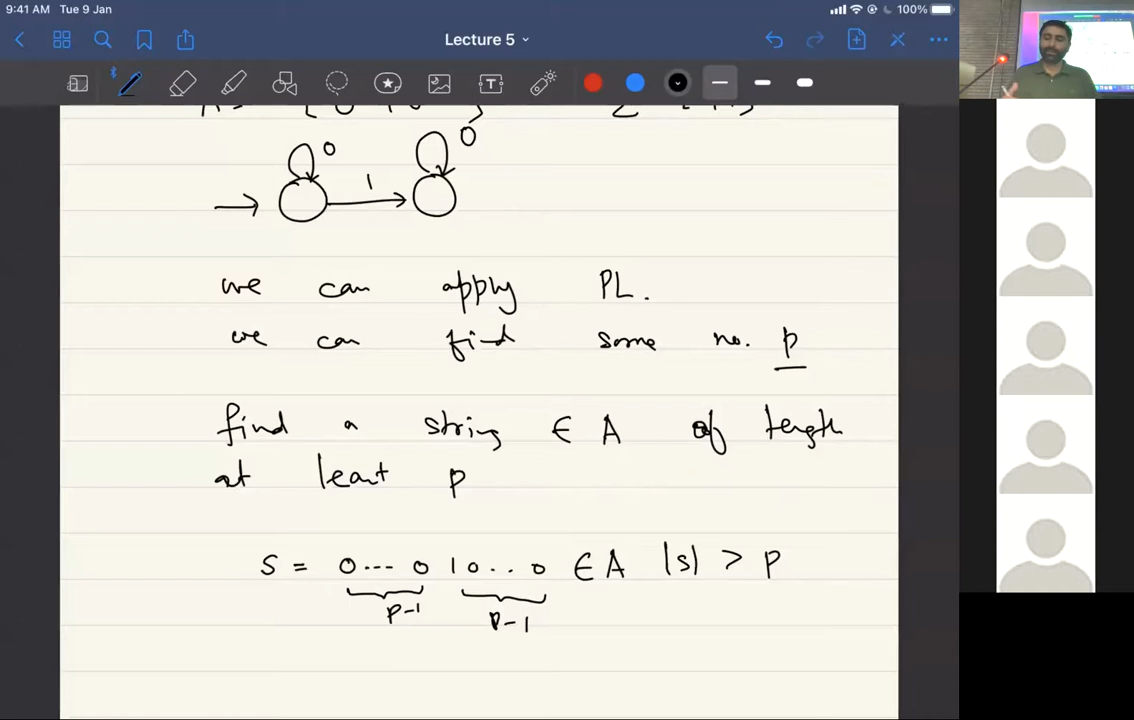 9:41 AM Tue 9 Jan
100%
Lecture 5
T
0
0
1
we can apply PL.
we can find some no. p
find a string ∈ A of length
at least p
S = 0--- 0 1 0 . . 0 ∈ A |s| > p
p-1
p-1